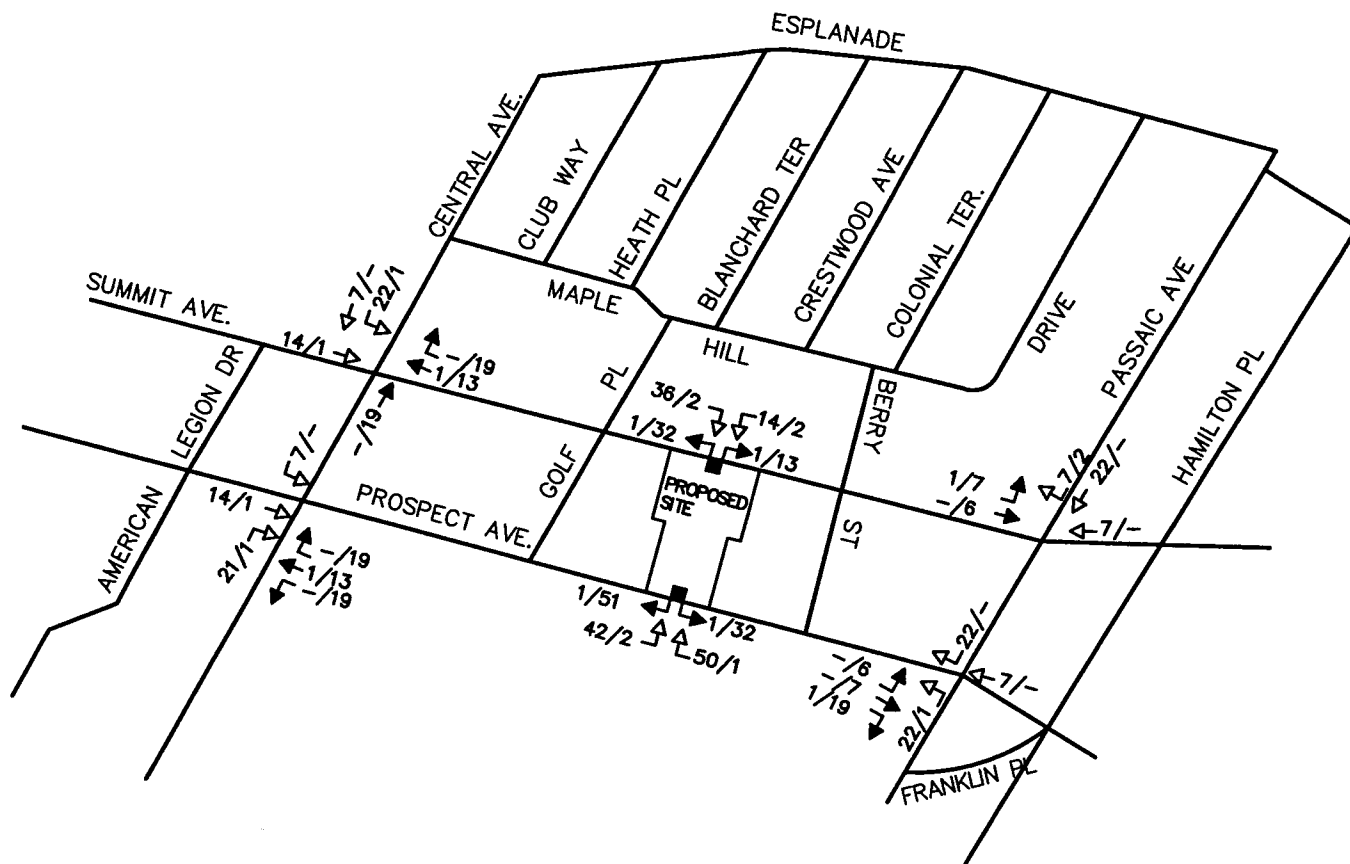 ESPLANADE
CENTRAL AVE.
CLUB WAY
HEATH PL
BLANCHARD TER
CRESTWOOD AVE
COLONIAL TER.
DRIVE
PASSAIC AVE
HAMILTON PL
SUMMIT AVE.
MAPLE
HILL
7/-
22/1
14/1
-/19
1/13
-/19
AMERICAN
LEGION DR
PL
GOLF
BERRY
ST
36/2
14/2
1/32
1/13
PROPOSED
SITE
1/7
-/6
7/2
22/-
7/-
7/-
14/1
21/1
PROSPECT AVE.
-/19
1/13
-/19
1/51
1/32
42/2
50/1
-/6
-/7
1/19
22/-
7/-
22/1
FRANKLIN PL